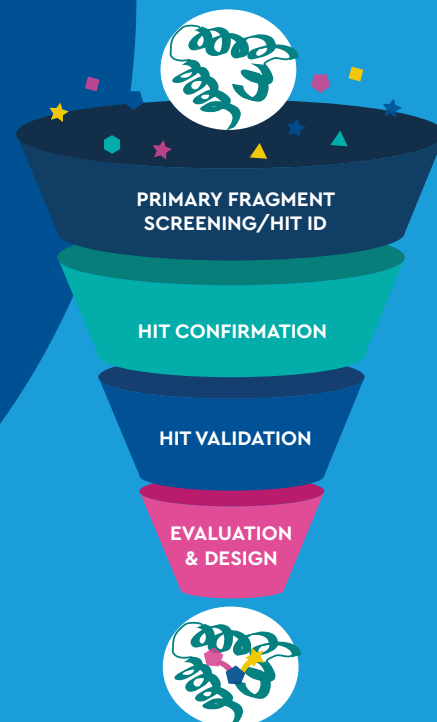 PRIMARY FRAGMENT
SCREENING/HIT ID
HIT CONFIRMATION
HIT VALIDATION
EVALUATION
& DESIGN